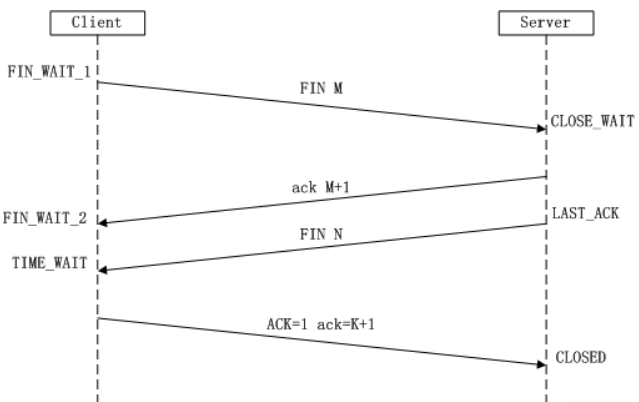 Client
Server
FIN_WAIT_1
FIN M
CLOSE_WAIT
ack M+1
FIN_WAIT_2
LAST_ACK
FIN N
TIME_WAIT
ACK=1 ack=K+1
CLOSED